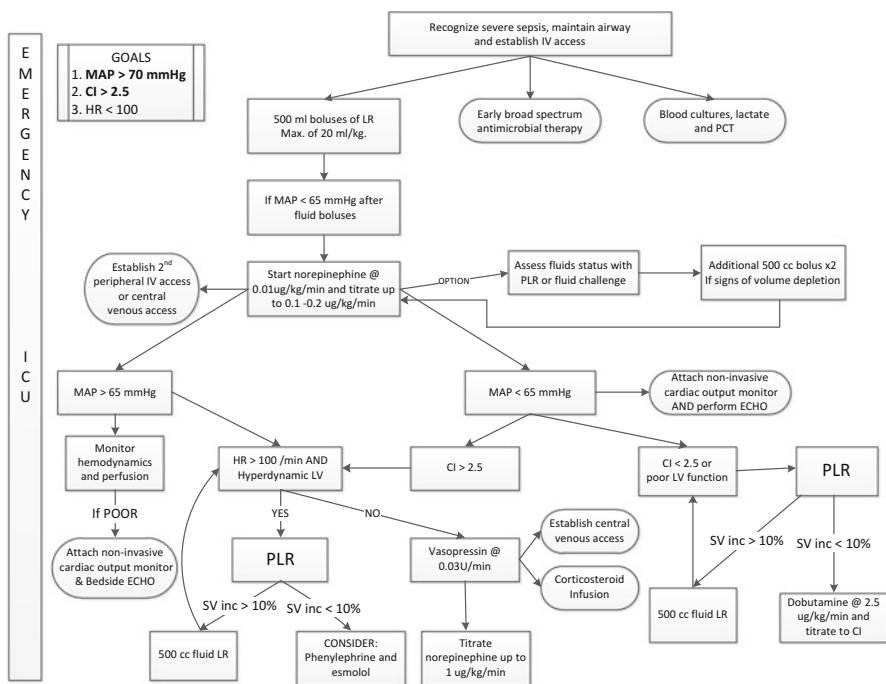 EMERGENCY
ICU
GOALS
1. MAP > 70 mmHg
2. CI > 2.5
3. HR < 100
Recognize severe sepsis, maintain airway
and establish IV access
500 ml boluses of LR
Max. of 20 ml/kg.
Early broad spectrum
antimicrobial therapy
Blood cultures, lactate
and PCT
If MAP < 65 mmHg after
fluid boluses
Establish 2nd
peripheral IV access
or central
venous access
Start norepinephine @
0.01ug/kg/min and titrate up
to 0.1 -0.2 ug/kg/min
OPTION
Assess fluids status with
PLR or fluid challenge
Additional 500 cc bolus x2
If signs of volume depletion
MAP > 65 mmHg
MAP < 65 mmHg
Attach non-invasive
cardiac output monitor
AND perform ECHO
Monitor
hemodynamics
and perfusion
HR > 100 /min AND
Hyperdynamic LV
CI > 2.5
CI < 2.5 or
poor LV function
PLR
If POOR
YES
NO
Attach non-invasive
cardiac output monitor
& Bedside ECHO
PLR
Vasopressin @
0.03U/min
Establish central
venous access
Corticosteroid
Infusion
SV inc > 10%
SV inc < 10%
SV inc > 10%
SV inc < 10%
500 cc fluid LR
CONSIDER:
Phenylephrine and
esmolol
Titrate
norepinephine up to
1 ug/kg/min
500 cc fluid LR
Dobutamine @ 2.5
ug/kg/min and
titrate to CI